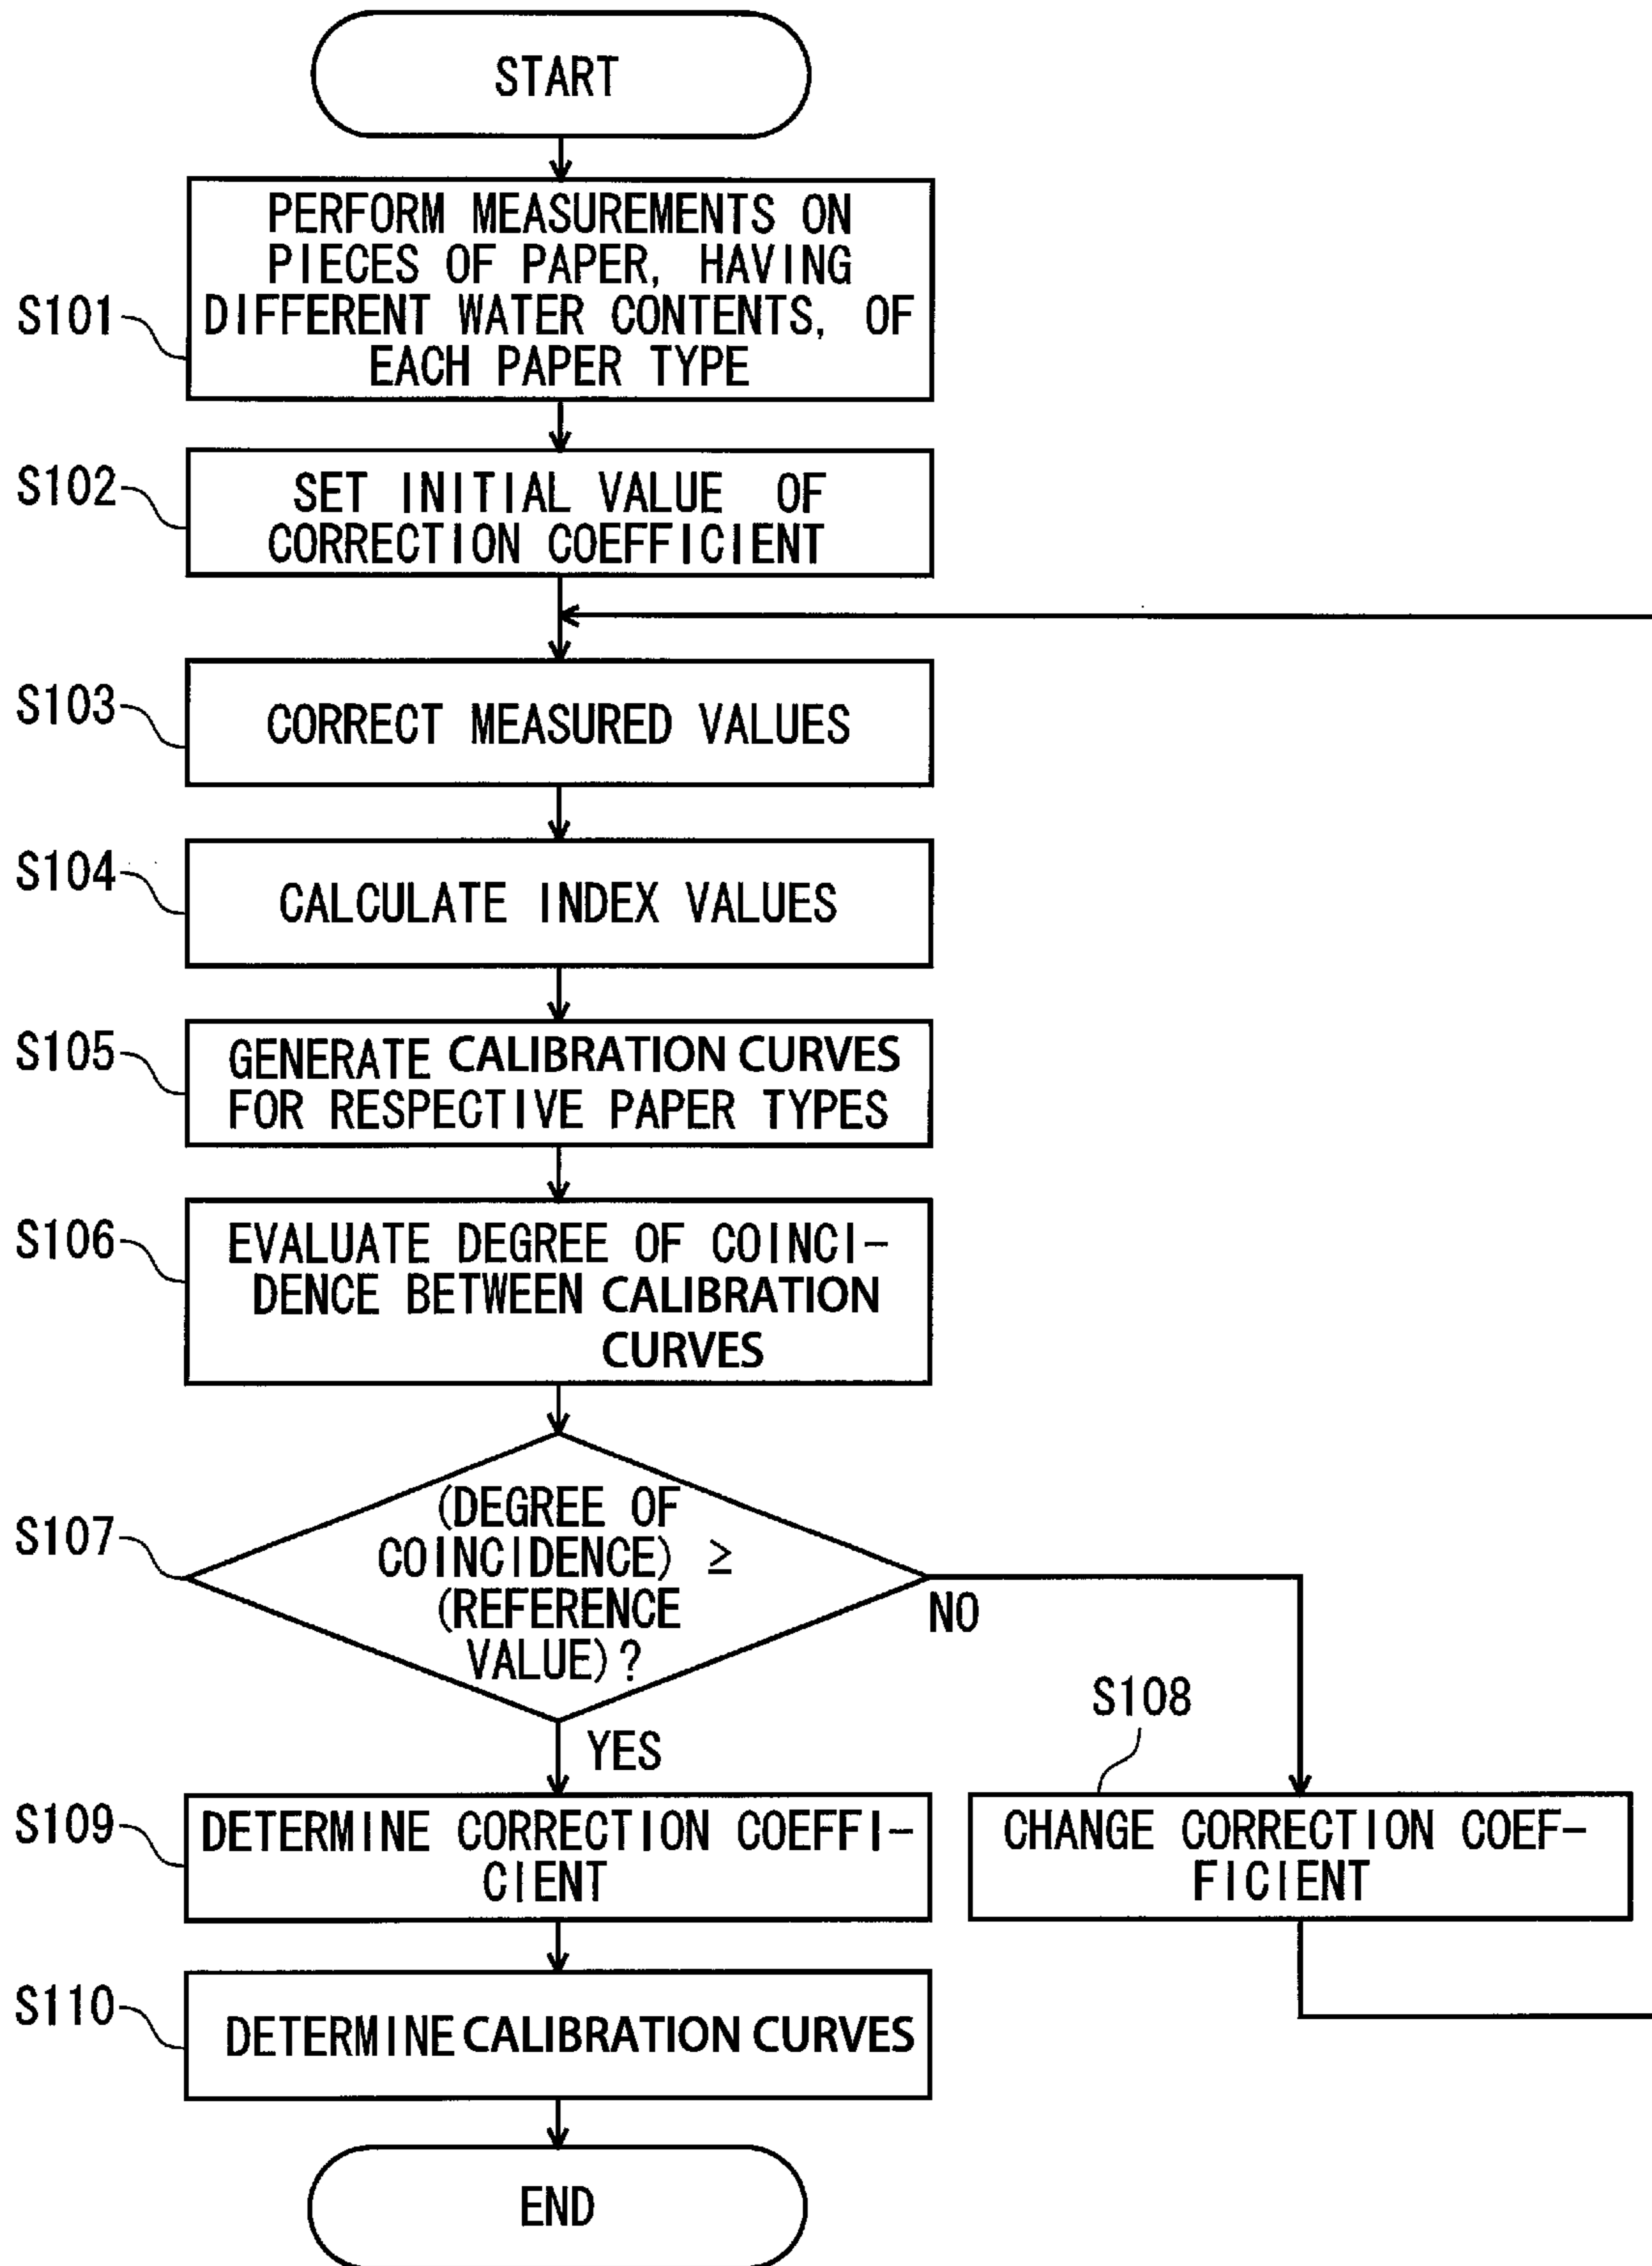 START
PERFORM MEASUREMENTS ON
PIECES OF PAPER, HAVING
S101
DIFFERENT WATER CONTENTS, OF
EACH PAPER TYPE
S102
SET INITIAL VALUE OF
CORRECTION COEFFICIENT
S103
CORRECT MEASURED VALUES
S104
CALCULATE INDEX VALUES
S105
GENERATE CALIBRATION CURVES
FOR RESPECTIVE PAPER TYPES
S106
EVALUATE DEGREE OF COINCI-
DENCE BETWEEN CALIBRATION
CURVES
S107
(DEGREE OF
COINCIDENCE) ≥
(REFERENCE
VALUE)?
NO
YES
S108
S109
DETERMINE CORRECTION COEFFI-
CIENT
CHANGE CORRECTION COEF-
FICIENT
S110
DETERMINE CALIBRATION CURVES
END